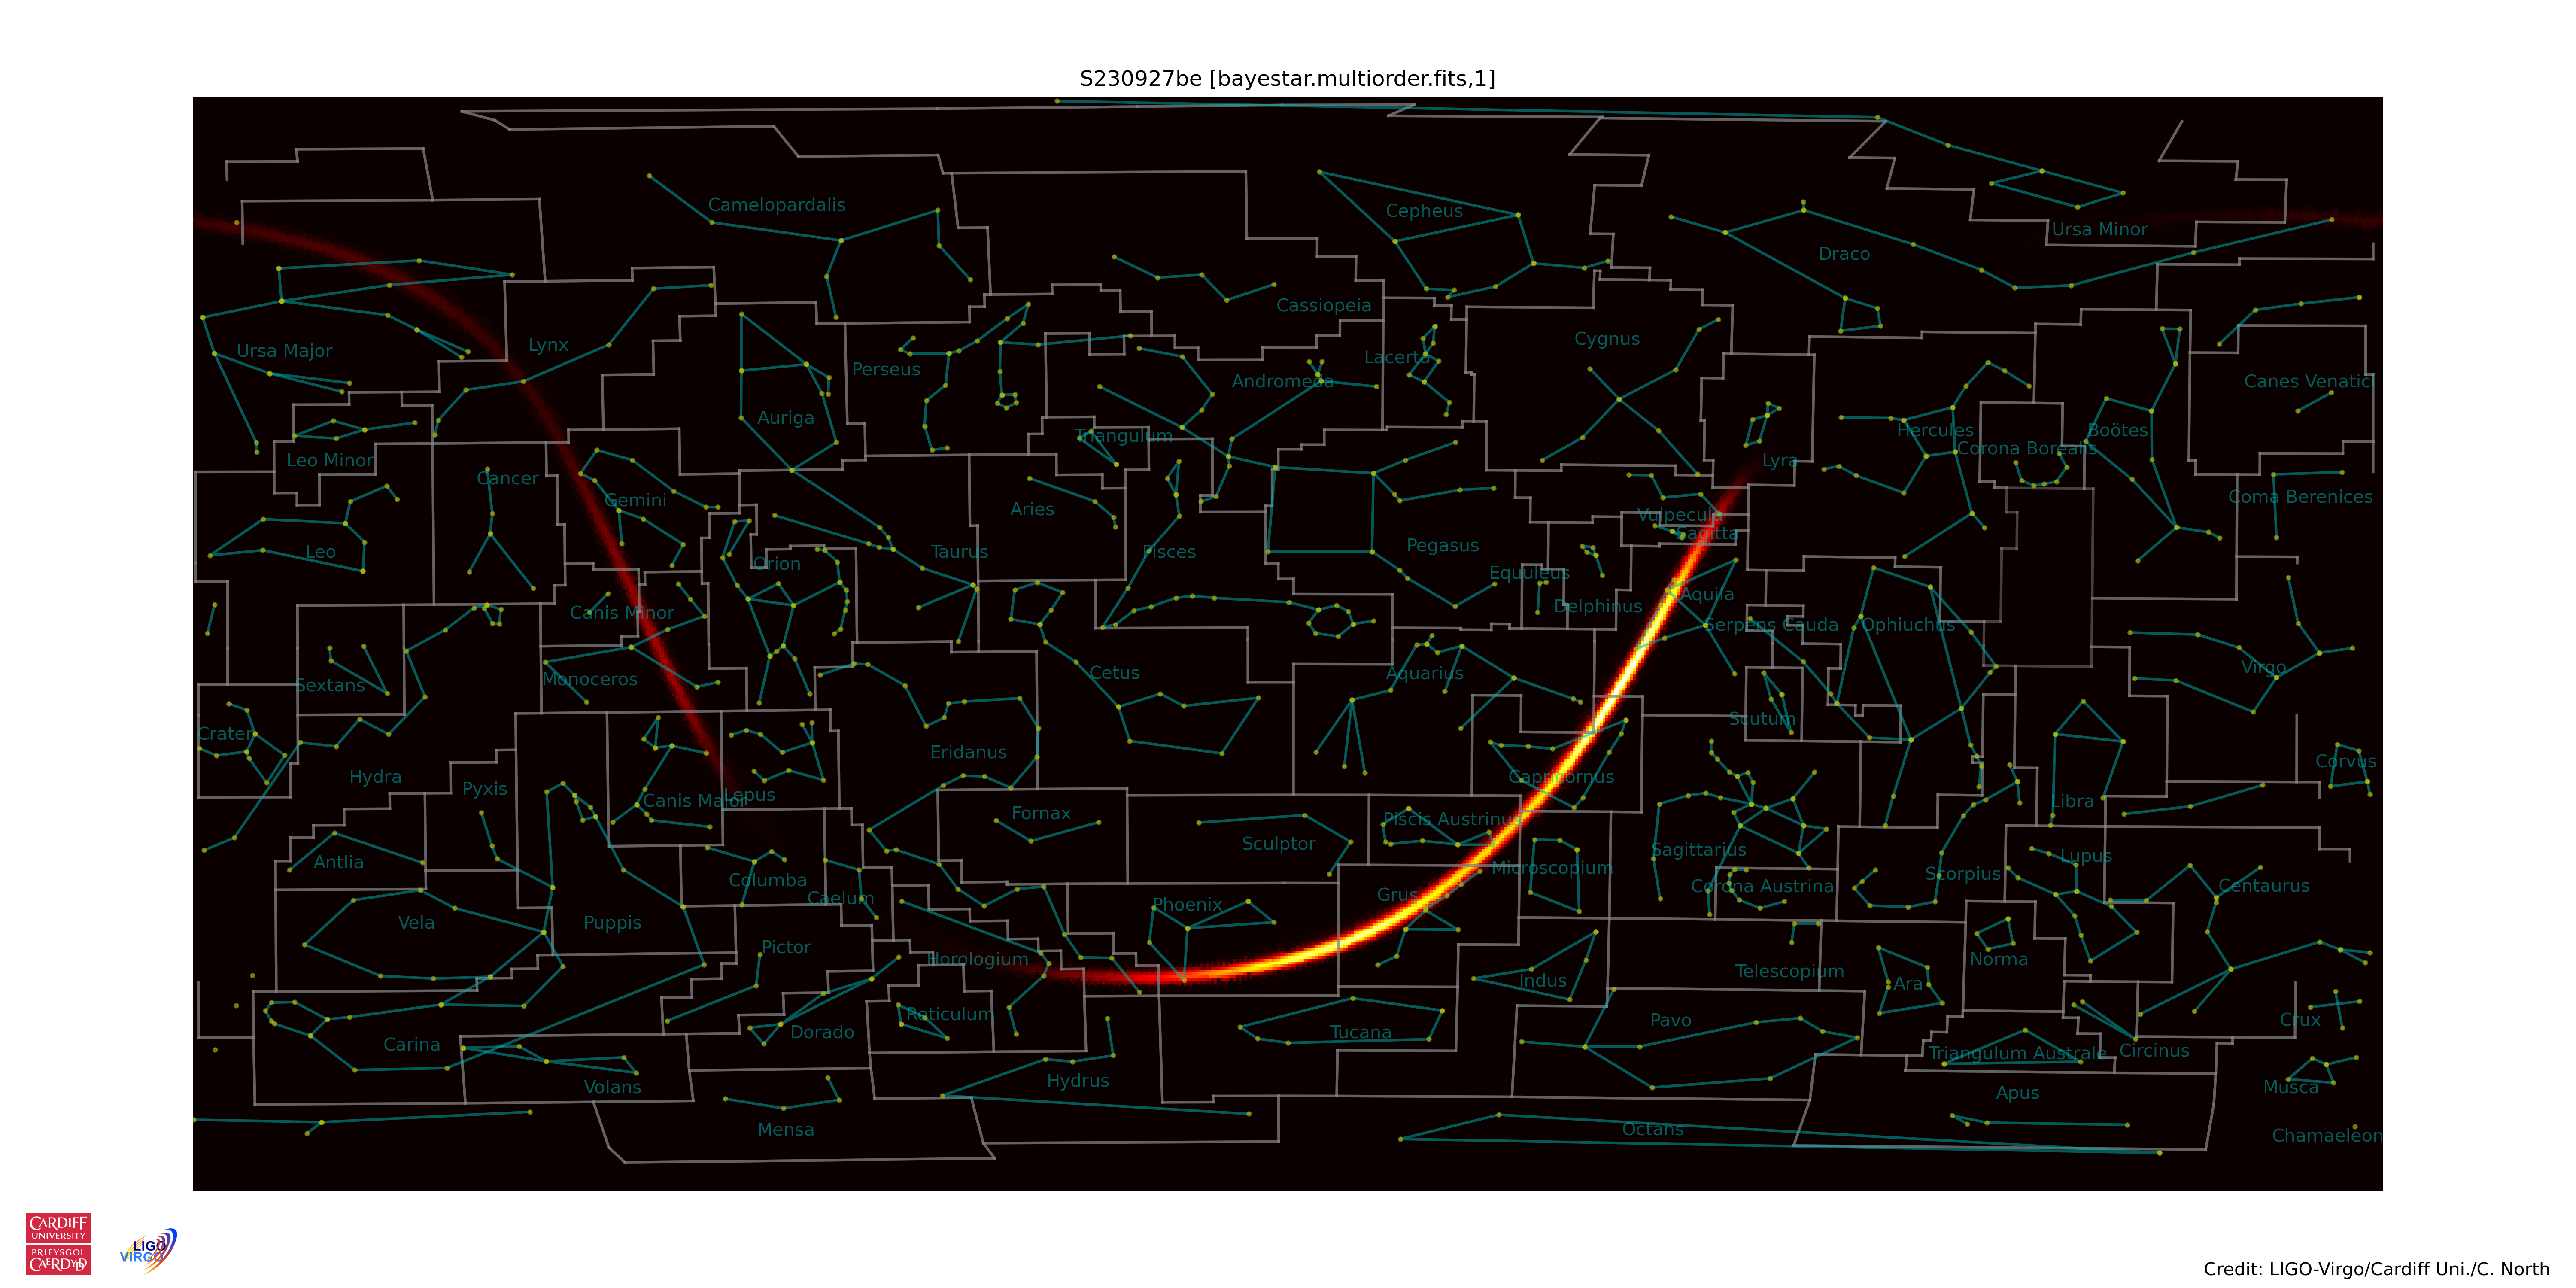 S230927be [bayestar.multiorder.fits,1]
Camelopardalis
Cepheus
Ursa Minor
Draco
Cassiopeia
Cygnus
Ursa Major
Lynx
Lacerta
Perseus
Andromeda
Canes Venatici
Auriga
Triangulum
Hercules
Boötes
Corona Borealis
Leo Minor
Lyra
Cancer
Gemini
Coma Berenices
Aries
Vulpecula
Sagitta
Leo
Taurus
Pisces
Pegasus
Orion
Equuleus
Aquila
Canis Minor
Delphinus
Serpens Cauda
Ophiuchus
Virgo
Sextans
Monoceros
Cetus
Aquarius
Crater
Scutum
Eridanus
Corvus
Hydra
Capricornus
Pyxis
Canis Major
Lepus
Libra
Fornax
Piscis Austrinus
Sculptor
Sagittarius
Lupus
Antlia
Microscopium
Columba
Scorpius
Corona Austrina
Centaurus
Caelum
Grus
Phoenix
Vela
Puppis
Pictor
Horologium
Norma
Telescopium
Indus
Ara
Reticulum
Pavo
Crux
Dorado
Tucana
Carina
Triangulum Australe
Circinus
Volans
Hydrus
Musca
Apus
Mensa
Octans
Chamaeleon
CARDIFF
UNIVERSITY
PRIFYSGOL
CAERDYDD
LIGO
VIRGO
Credit: LIGO-Virgo/Cardiff Uni./C. North